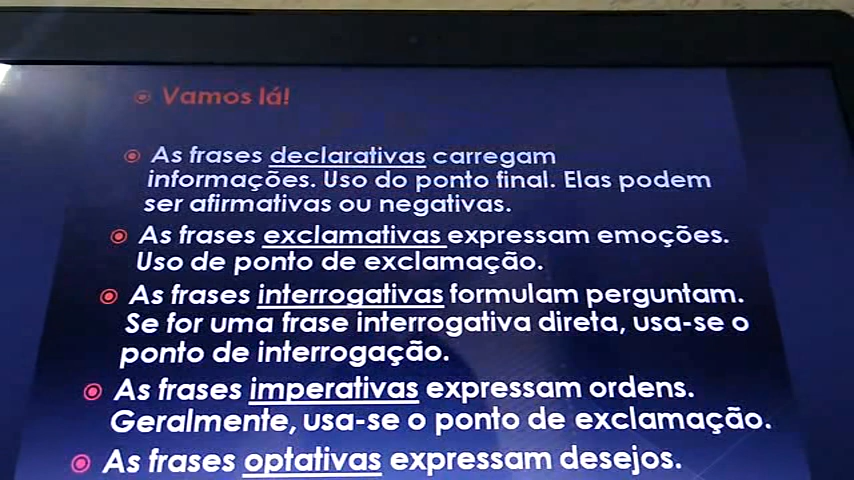 Vamos lá!
As frases declarativas carregam
informações. Uso do ponto final. Elas podem
ser afirmativas ou negativas.
As frases exclamativas expressam emoções.
Uso de ponto de exclamação.
As frases interrogativas formulam perguntam.
Se for uma frase interrogativa direta, usa-se o
ponto de interrogação.
As frases imperativas expressam ordens.
Geralmente, usa-se o ponto de exclamação.
As frases optativas expressam desejos.